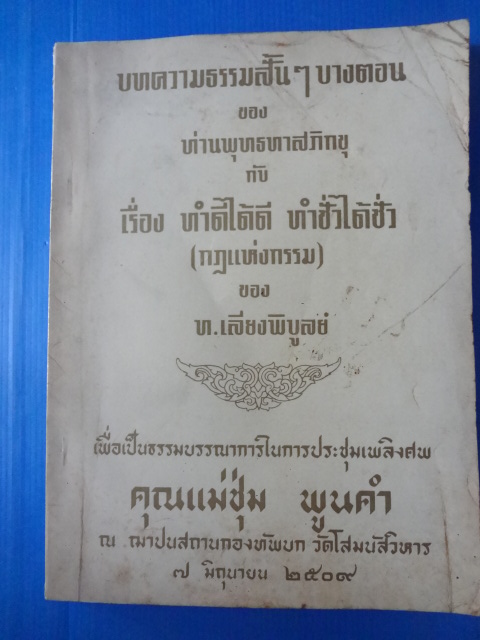 บทความธรรมสั้นๆ บางตอน
ของ
ท่านพุทธทาสภิกขุ
กับ
เรื่อง ทำดีได้ดี ทำชั่วได้ชั่ว
(กฎแห่งกรรม)
ของ
ท.เลียงพิบูลย์
เพื่อเป็นธรรมบรรณาการในการประชุมเพลิงศพ
คุณแม่ชุ่ม พูนคำ
ณ ฌาปนสถานกองทัพบก วัดโสมนัสวิหาร
๗ มิถุนายน ๒๕๐๙